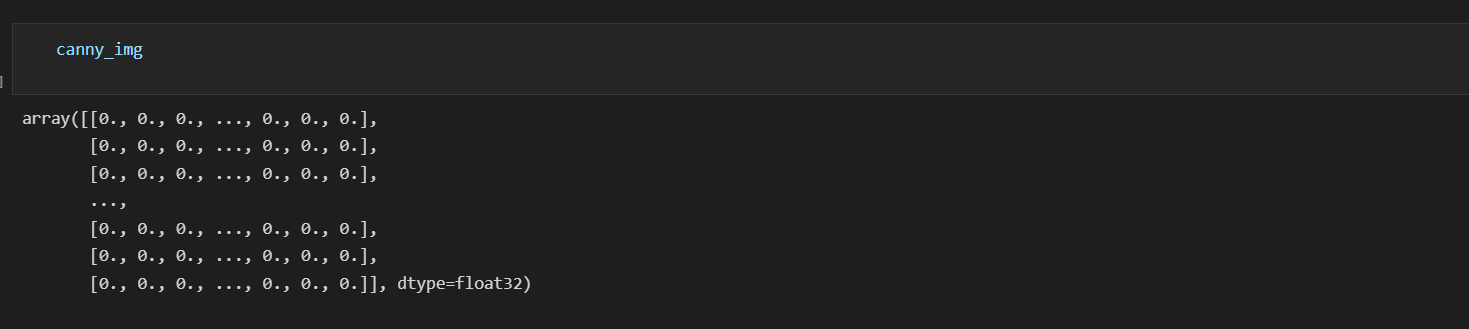 canny_img
]
array([[0., 0., 0., ..., 0., 0., 0.],
[0., 0., 0., ..., 0., 0., 0.],
[0., 0., 0., ..., 0., 0., 0.],
...,
[0., 0., 0., ..., 0., 0., 0.],
[0., 0., 0., ..., 0., 0., 0.],
[0., 0., 0., ..., 0., 0., 0.]], dtype=float32)